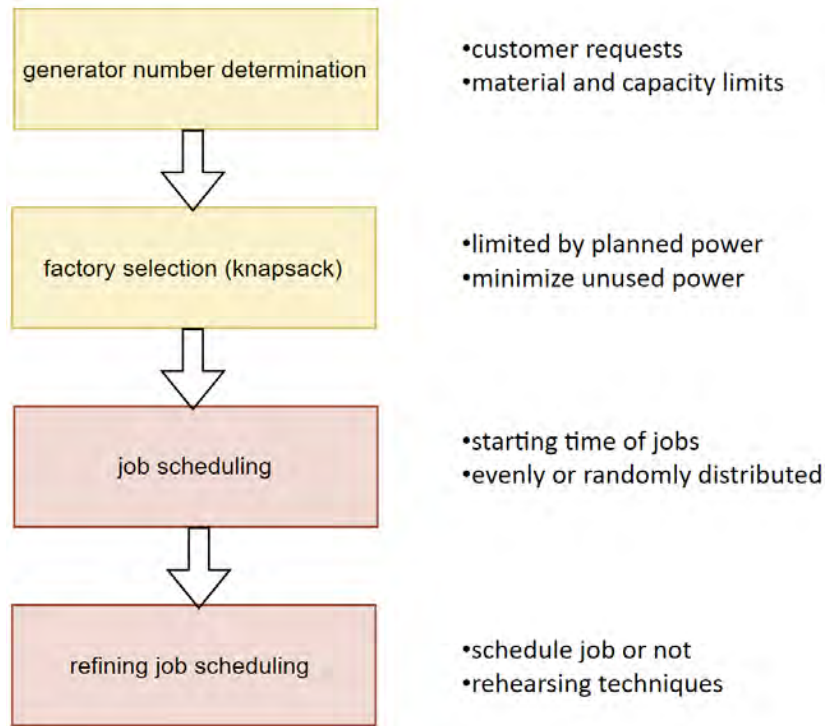 generator number determination
•customer requests
•material and capacity limits
factory selection (knapsack)
•limited by planned power
•minimize unused power
job scheduling
•starting time of jobs
•evenly or randomly distributed
refining job scheduling
•schedule job or not
•rehearsing techniques